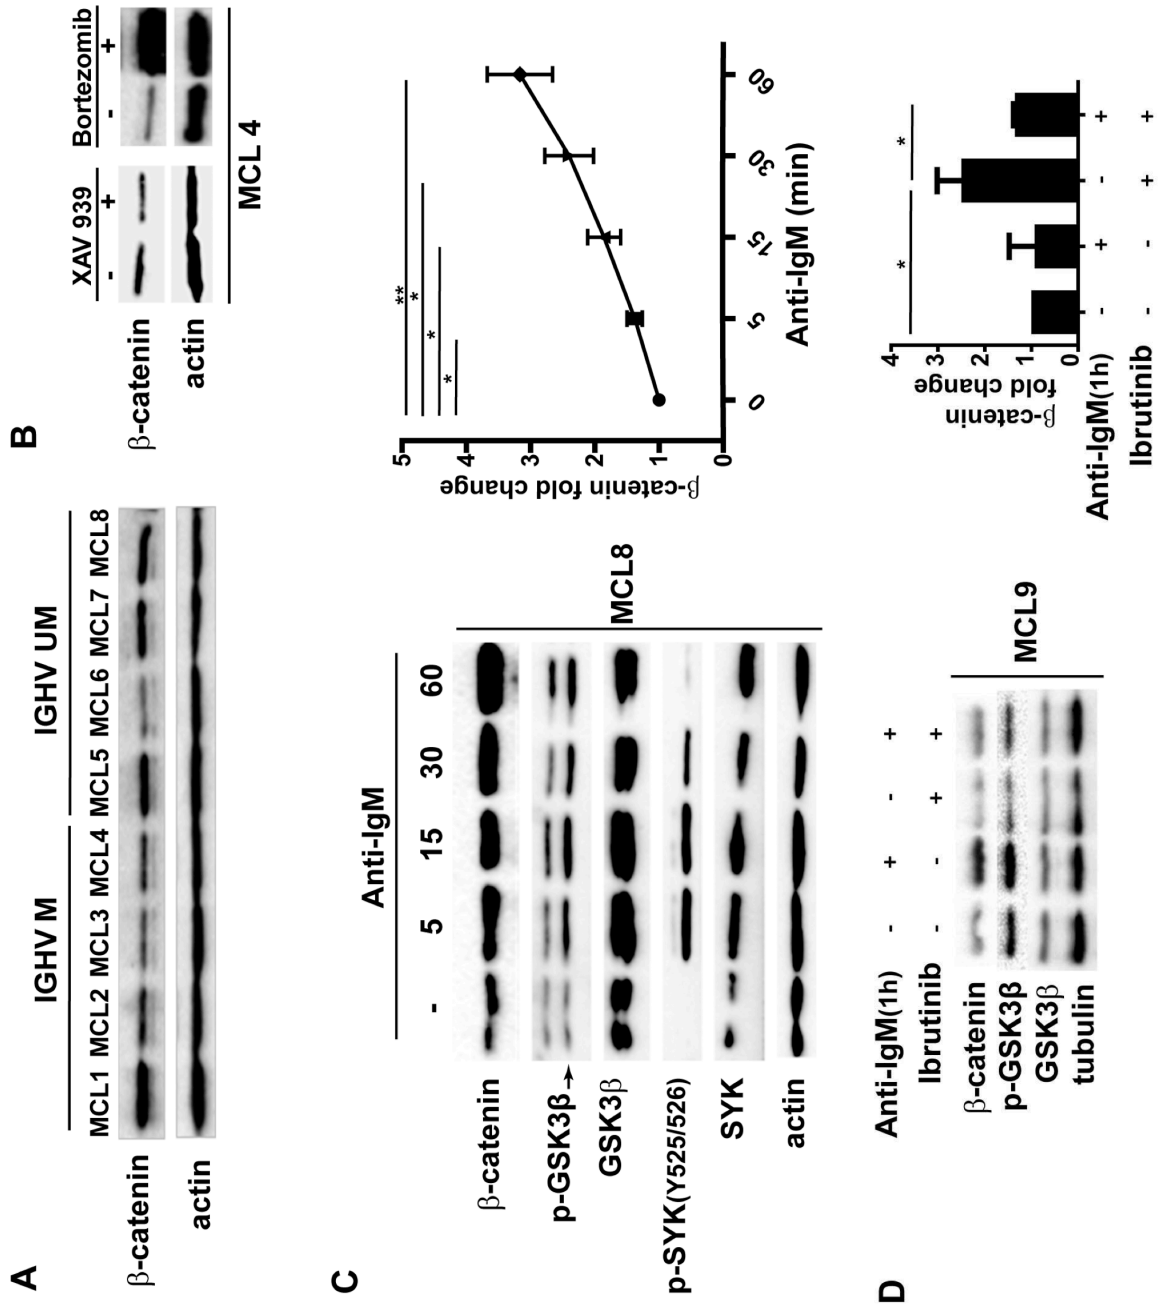 A
IGHV M IGHV UM
MCL1 MCL2 MCL3 MCL4 MCL5 MCL6 MCL7 MCL8
β-catenin
actin
B
XAV 939 Bortezomib
- + - +
β-catenin
actin
MCL 4
C
Anti-IgM
- 5 15 30 60
β-catenin
p-GSK3β→
GSK3β
p-SYK(Y525/526)
SYK
actin
MCL8
β-catenin fold change
5
4
3
2
1
0
**
*
*
*
0 5 15 30 60
Anti-IgM (min)
D
Anti-IgM(1h) - + - +
Ibrutinib - - + +
β-catenin
p-GSK3β
GSK3β
tubulin
MCL9
β-catenin
fold change
4
3
2
1
0
* *
Anti-IgM(1h) - + - +
Ibrutinib - - + +